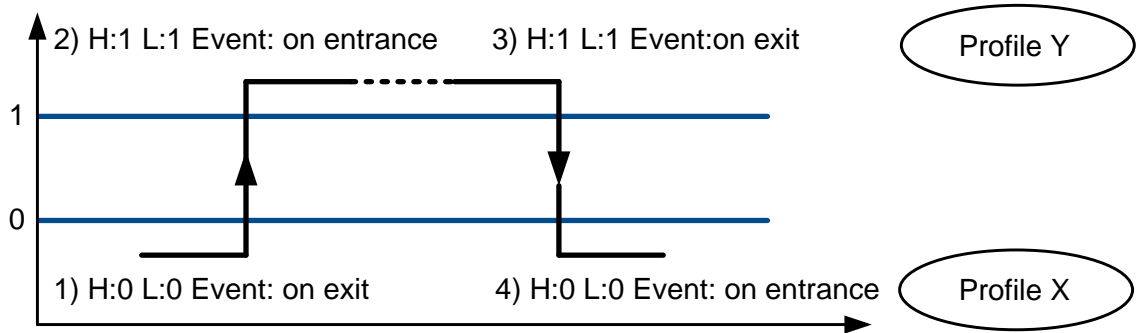 2) H:1 L:1 Event: on entrance
3) H:1 L:1 Event:on exit
Profile Y
1
0
1) H:0 L:0 Event: on exit
4) H:0 L:0 Event: on entrance
Profile X